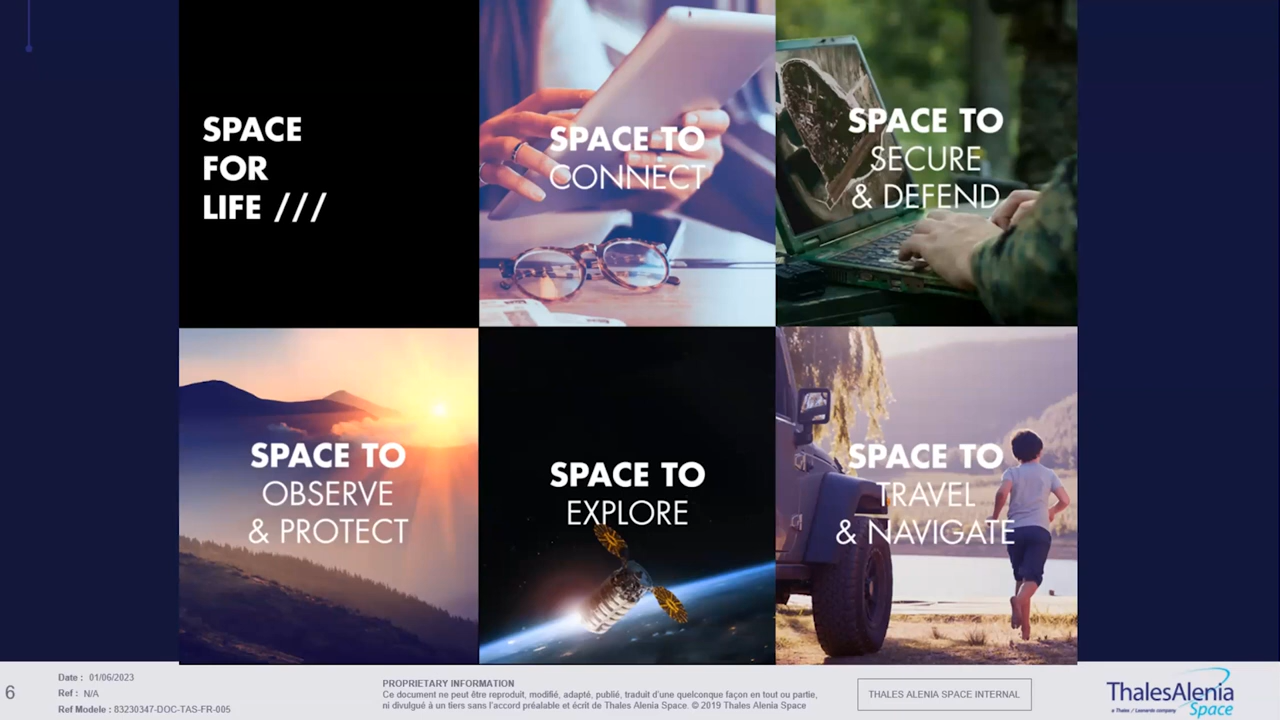 SPACE
FOR
LIFE ///
SPACE TO
CONNECT
SPACE TO
SECURE
& DEFEND
SPACE TO
OBSERVE
& PROTECT
SPACE TO
EXPLORE
SPACE TO
TRAVEL
& NAVIGATE
6
Date : 01/06/2023
Ref : N/A
Ref Modele : 83230347-DOC-TAS-FR-005
PROPRIETARY INFORMATION
Ce document ne peut être reproduit, modifié, adapté, publié, traduit d'une quelconque façon en tout ou partie,
ni divulgué à un tiers sans l'accord préalable et écrit de Thales Alenia Space. © 2019 Thales Alenia Space
THALES ALENIA SPACE INTERNAL
ThalesAlenia
a Thales / Leonardo company
Space